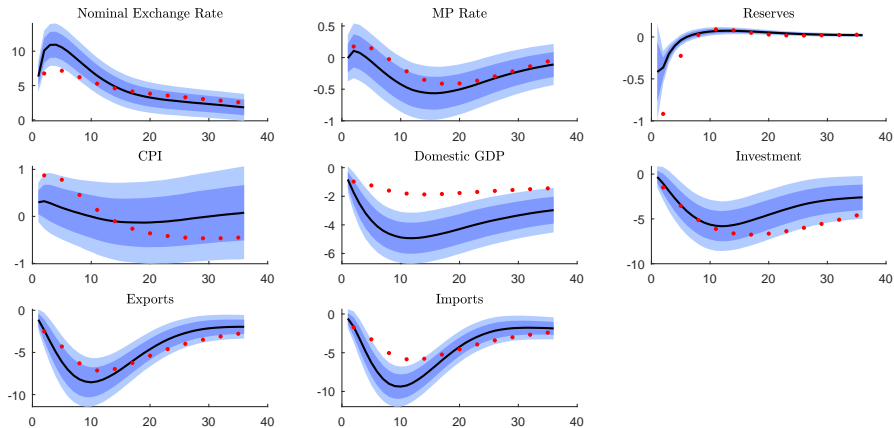 Nominal Exchange Rate MP Rate Reserves
10 0.5 0
5 0 -0.5
0 -0.5 -1
-1
0 10 20 30 40 0 10 20 30 40 0 10 20 30 40
CPI Domestic GDP Investment
1 0 0
0 -2 -5
-1 -4 -10
-6
0 10 20 30 40 0 10 20 30 40 0 10 20 30 40
Exports Imports
0 0
-5 -5
-10 -10
0 10 20 30 40 0 10 20 30 40